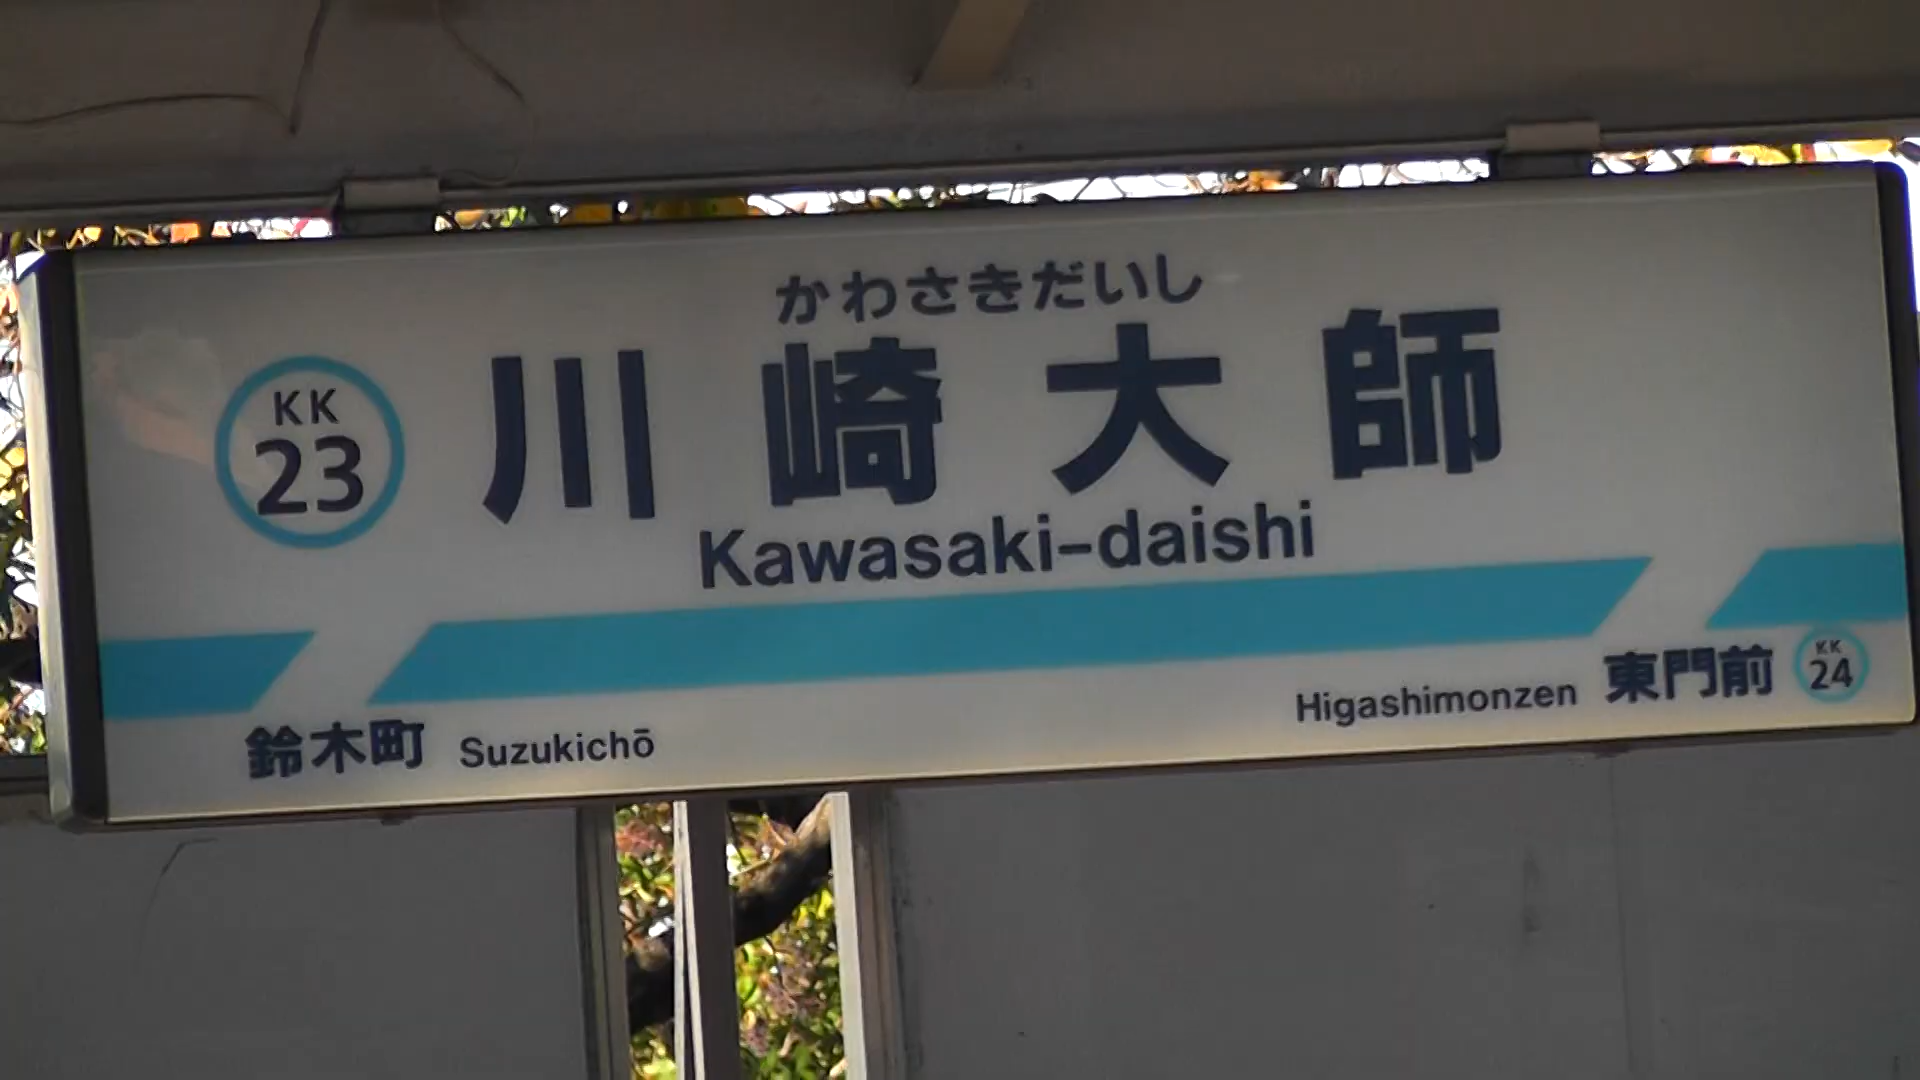 かわさきだいし
KK
23
川崎大師
Kawasaki-daishi
鈴木町 Suzukichō
Higashimonzen 東門前
KK
24